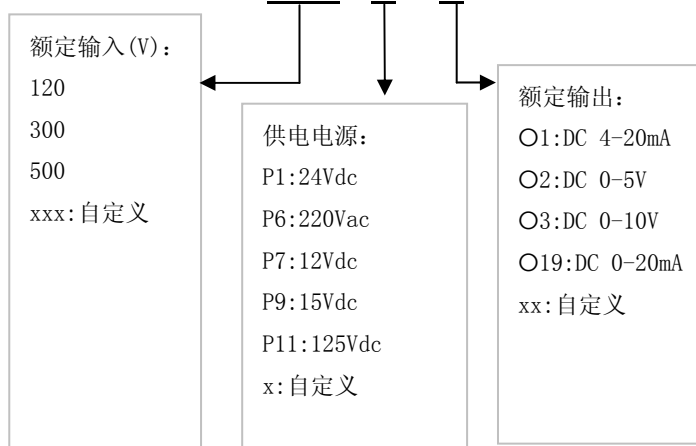 额定输入(V):
120
300
500
xxx:自定义
供电电源:
P1:24Vdc
P6:220Vac
P7:12Vdc
P9:15Vdc
P11:125Vdc
x:自定义
额定输出:
O1:DC 4-20mA
O2:DC 0-5V
O3:DC 0-10V
O19:DC 0-20mA
xx:自定义